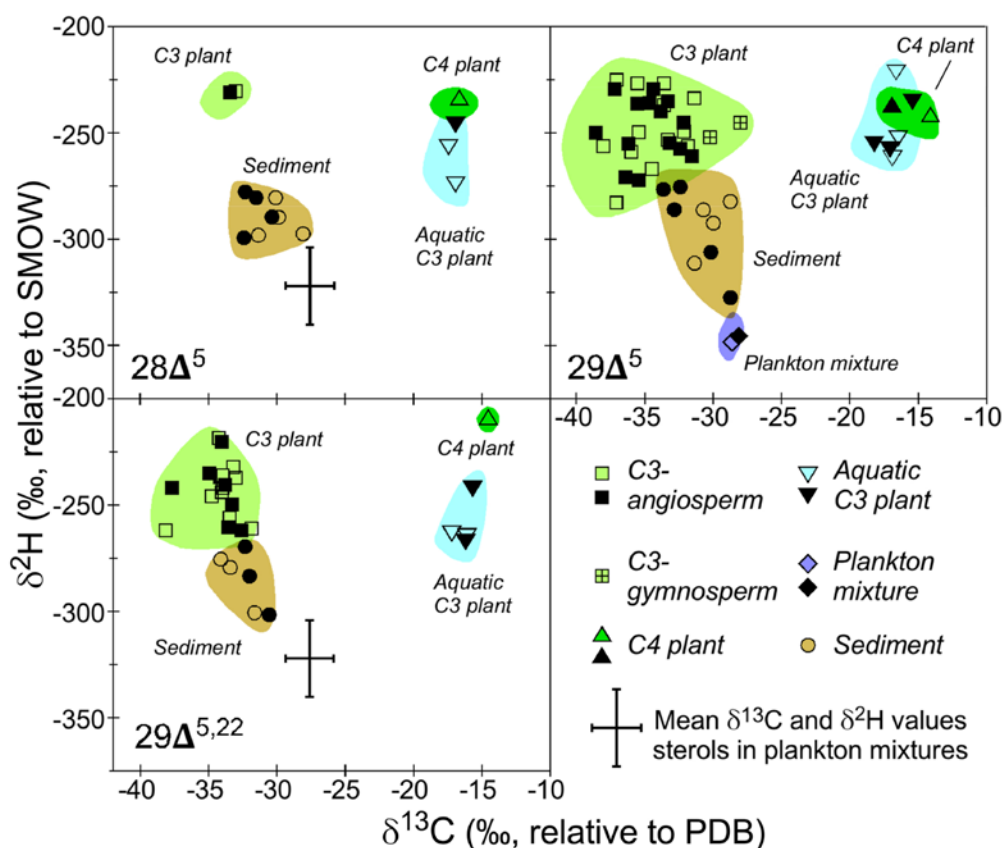 -200
-250
-300
-350
-200
-250
-300
-350
δ²H (‰, relative to SMOW)
C3 plant
C4 plant
Sediment
Aquatic
C3 plant
28Δ⁵
C3 plant
C4 plant
Aquatic
C3 plant
Sediment
Plankton mixture
29Δ⁵
-40 -35 -30 -25 -20 -15 -10
C3 plant
C4 plant
Aquatic
C3 plant
Sediment
29Δ⁵,²²
-40 -35 -30 -25 -20 -15 -10
δ¹³C (‰, relative to PDB)
C3-
angiosperm
Aquatic
C3 plant
C3-
gymnosperm
Plankton
mixture
C4 plant
Sediment
Mean δ¹³C and δ²H values
sterols in plankton mixtures